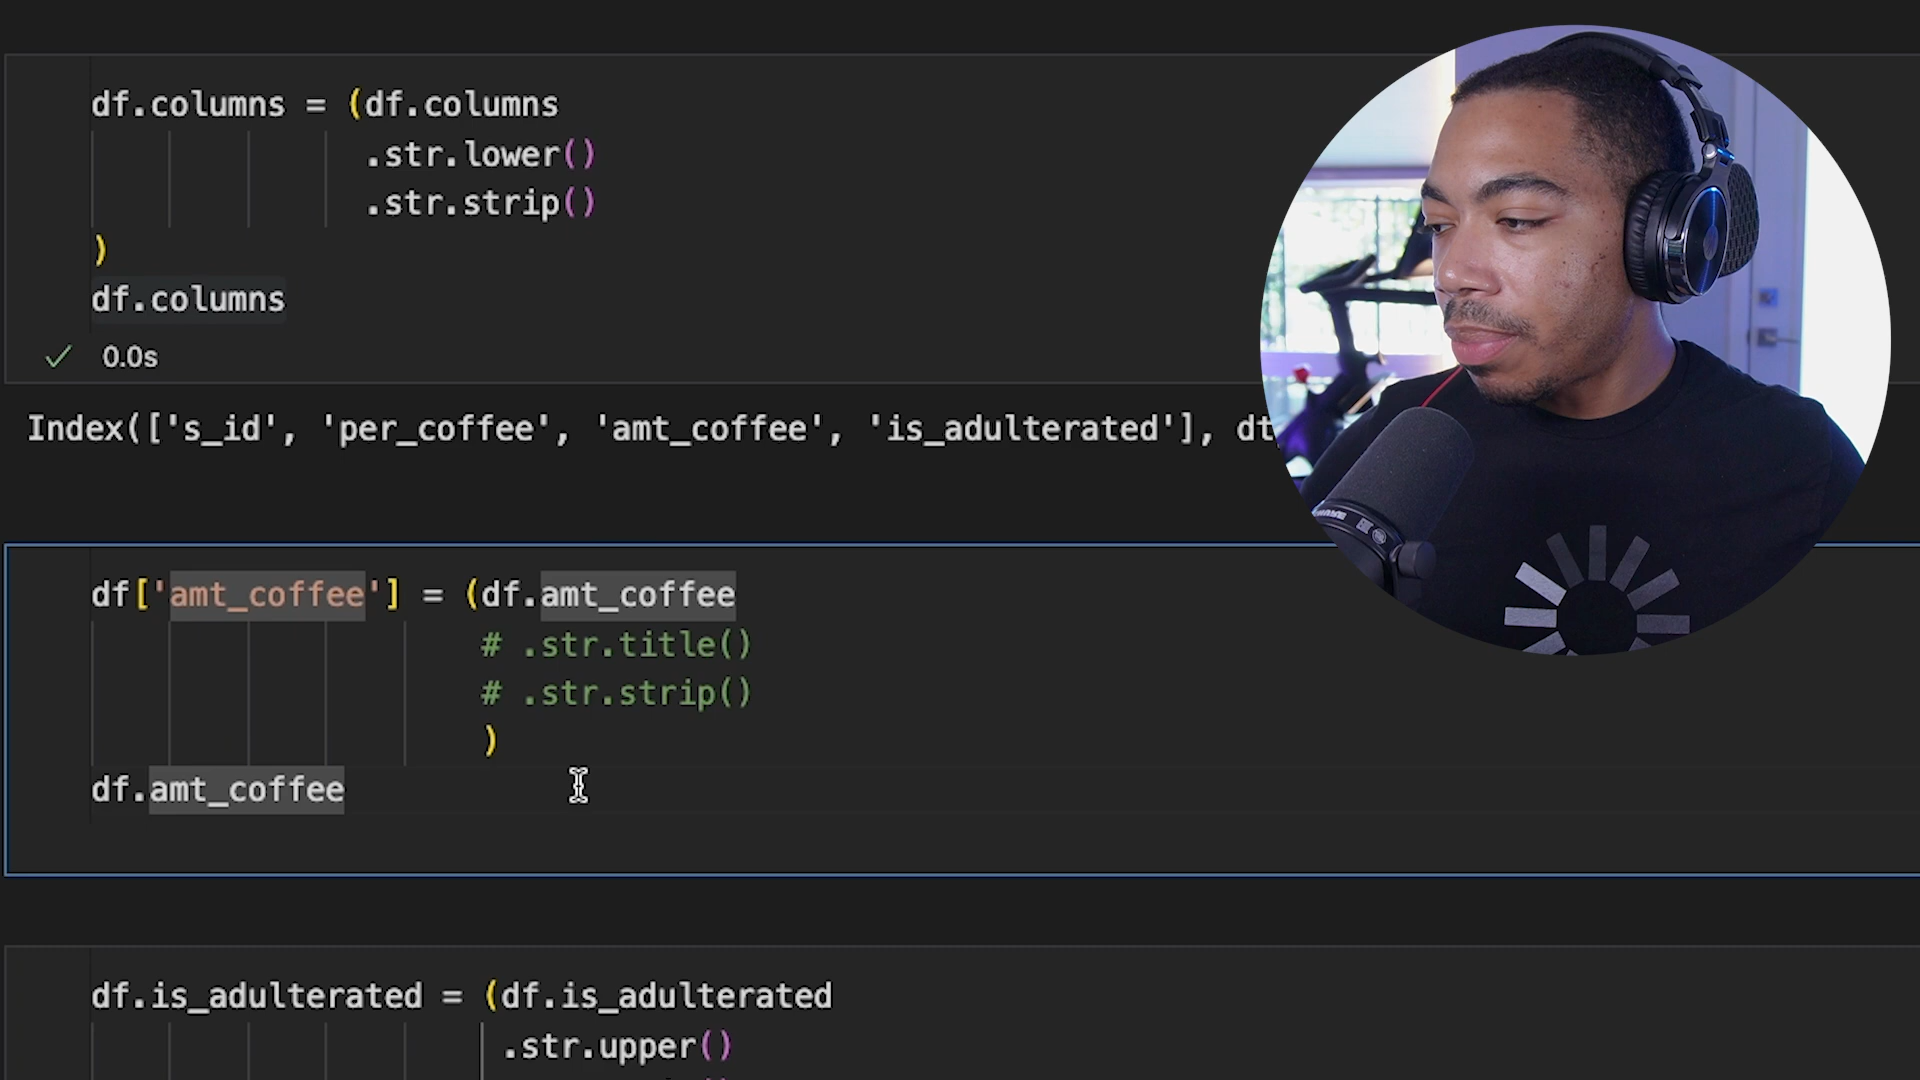 df.columns = (df.columns
.str.lower()
.str.strip()
)
df.columns
✓ 0.0s
Index(['s_id', 'per_coffee', 'amt_coffee', 'is_adulterated'], dt
df['amt_coffee'] = (df.amt_coffee
# .str.title()
# .str.strip()
)
df.amt_coffee
df.is_adulterated = (df.is_adulterated
.str.upper()